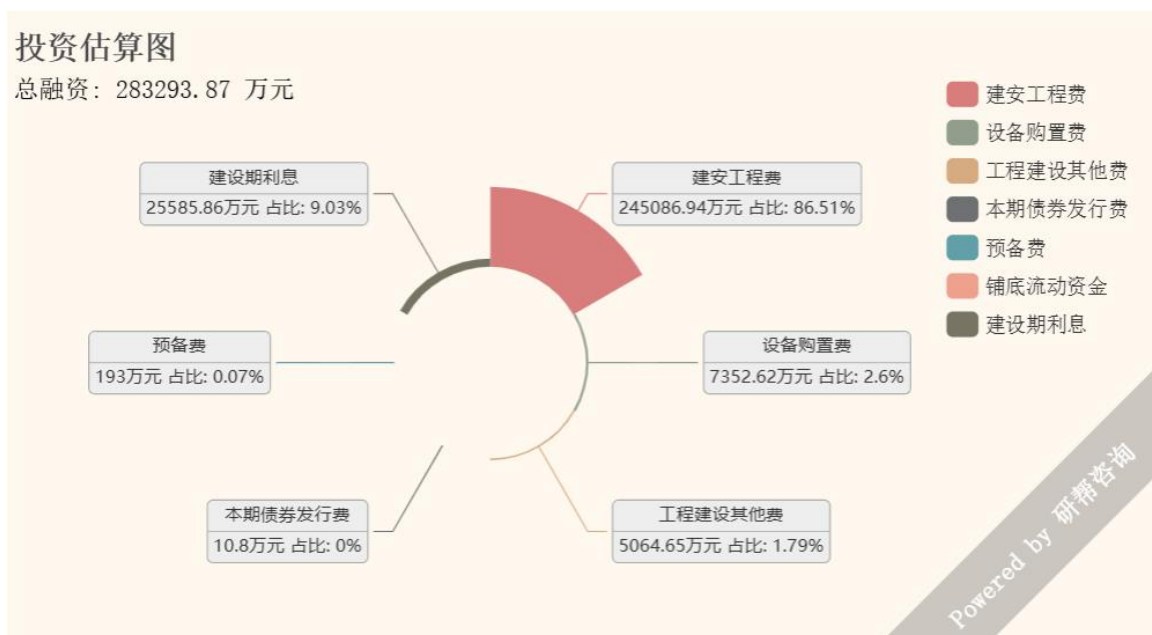 投资估算图
总融资: 283293.87 万元
建安工程费
设备购置费
工程建设其他费
本期债券发行费
预备费
铺底流动资金
建设期利息
建设期利息
25585.86万元 占比: 9.03%
建安工程费
245086.94万元 占比: 86.51%
预备费
193万元 占比: 0.07%
设备购置费
7352.62万元 占比: 2.6%
本期债券发行费
10.8万元 占比: 0%
工程建设其他费
5064.65万元 占比: 1.79%
Powered by 研帮咨询